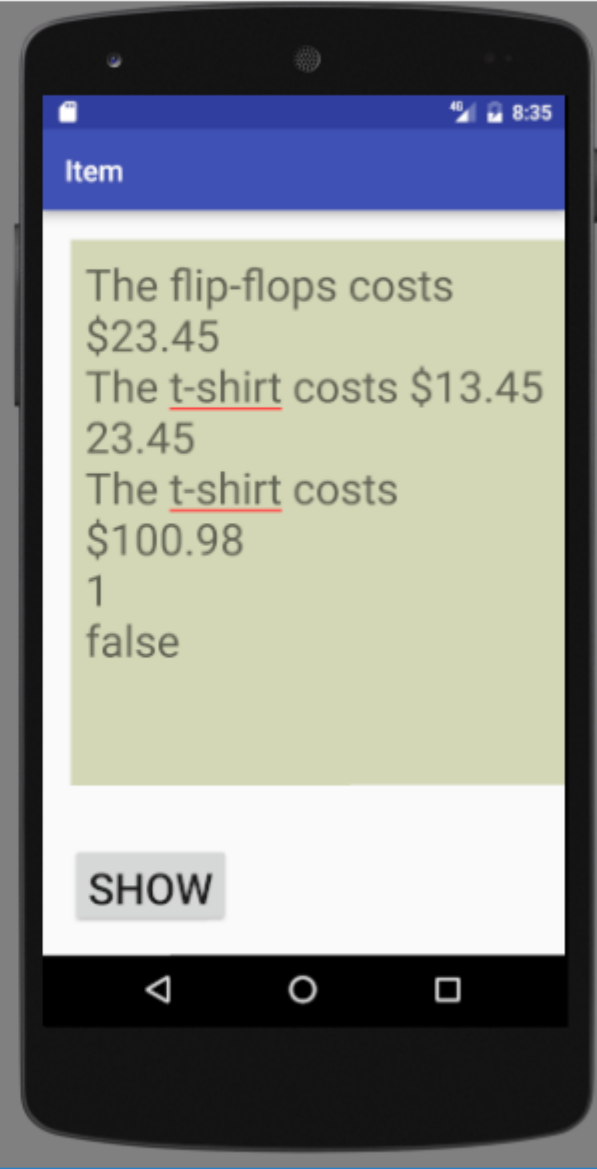 4G 8:35
Item
The flip-flops costs
$23.45
The t-shirt costs $13.45
23.45
The t-shirt costs
$100.98
1
false
SHOW